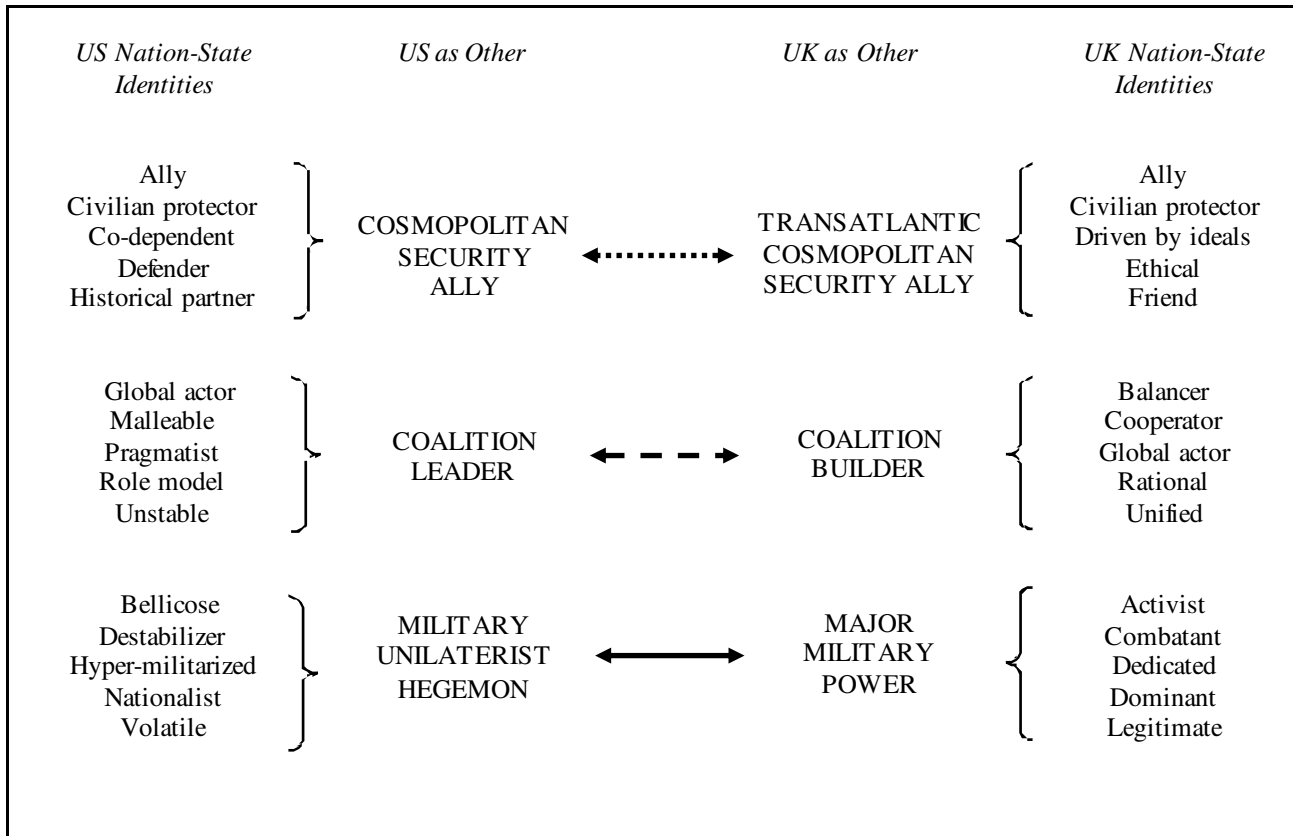 US Nation-State
Identities
US as Other
UK as Other
UK Nation-State
Identities
Ally
Civilian protector
Co-dependent
Defender
Historical partner
COSMOPOLITAN
SECURITY
ALLY
TRANSATLANTIC
COSMOPOLITAN
SECURITY ALLY
Ally
Civilian protector
Driven by ideals
Ethical
Friend
Global actor
Malleable
Pragmatist
Role model
Unstable
COALITION
LEADER
COALITION
BUILDER
Balancer
Cooperator
Global actor
Rational
Unified
Bellicose
Destabilizer
Hyper-militarized
Nationalist
Volatile
MILITARY
UNILATERIST
HEGEMON
MAJOR
MILITARY
POWER
Activist
Combatant
Dedicated
Dominant
Legitimate